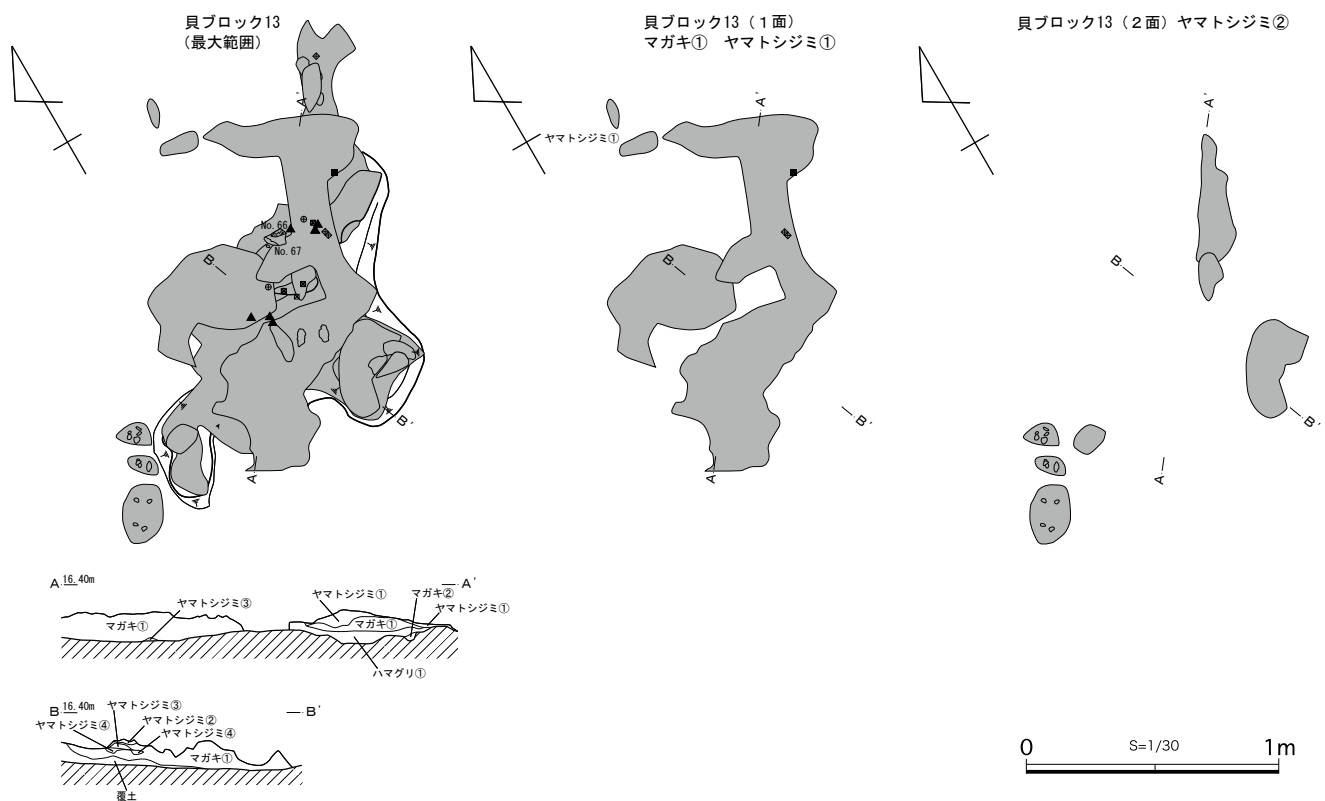 貝ブロック13
(最大範囲)
貝ブロック13(1面)
マガキ① ヤマトシジミ①
貝ブロック13(2面)ヤマトシジミ②
A'
No.66
No.67
B
B'
A
ヤマトシジミ①
A'
B
B'
A
A'
B
B'
A
A 16.40m A'
ヤマトシジミ③
マガキ①
ヤマトシジミ①
マガキ②
ヤマトシジミ①
マガキ①
ハマグリ①
B 16.40m B'
ヤマトシジミ③
ヤマトシジミ②
ヤマトシジミ④
ヤマトシジミ④
マガキ①
覆土
0 S=1/30 1m